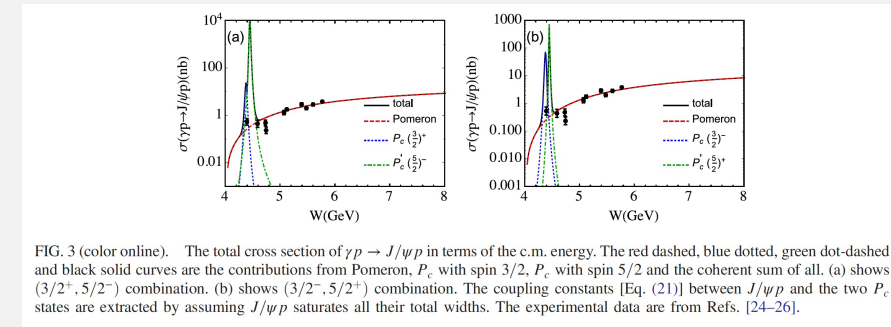 10⁴
100
1
0.01
(a)
σ(γp→J/ψp)(nb)
total
Pomeron
P_c (3/2)⁺
P_c' (5/2)⁻
4 5 6 7 8
W(GeV)
1000
100
10
1
0.100
0.010
0.001
(b)
σ(γp→J/ψp)(nb)
total
Pomeron
P_c (3/2)⁻
P_c' (5/2)⁺
4 5 6 7 8
W(GeV)
FIG. 3 (color online). The total cross section of γp → J/ψp in terms of the c.m. energy. The red dashed, blue dotted, green dot-dashed
and black solid curves are the contributions from Pomeron, P_c with spin 3/2, P_c with spin 5/2 and the coherent sum of all. (a) shows
(3/2⁺, 5/2⁻) combination. (b) shows (3/2⁻, 5/2⁺) combination. The coupling constants [Eq. (21)] between J/ψp and the two P_c
states are extracted by assuming J/ψp saturates all their total widths. The experimental data are from Refs. [24–26].